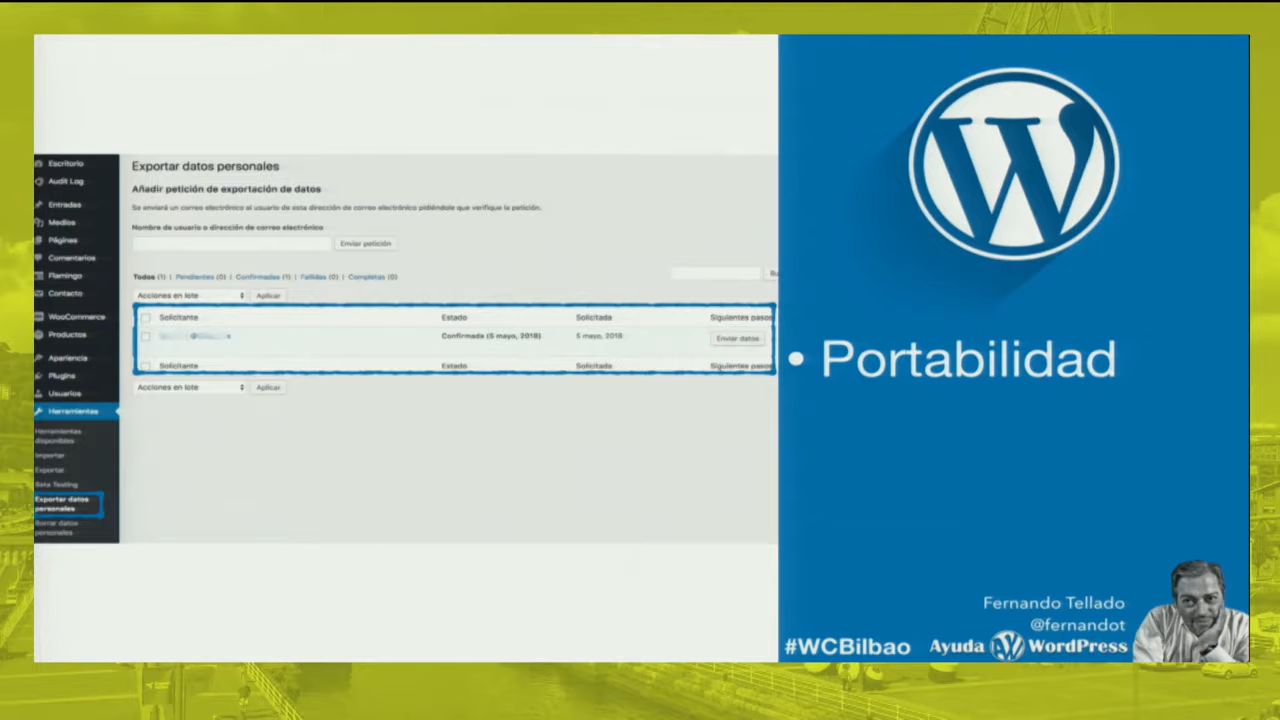 Escritorio
Audit Log
Entradas
Medios
Páginas
Comentarios
Flamingo
Contacto
WooCommerce
Productos
Apariencia
Plugins
Usuarios
Herramientas
Herramientas
disponibles
Importar
Exportar
Beta Testing
Exportar datos
personales
Borrar datos
personales
Exportar datos personales
Añadir petición de exportación de datos
Se enviará un correo electrónico al usuario de esta dirección de correo electrónico pidiéndole que verifique la petición.
Nombre de usuario o dirección de correo electrónico
Enviar petición
Todos (1) | Pendientes (0) | Confirmadas (1) | Fallidas (0) | Completas (0)
Bu
Acciones en lote Aplicar
Solicitante Estado Solicitada Siguientes pasos
Confirmada (5 mayo, 2018) 5 mayo, 2018 Enviar datos
Solicitante Estado Solicitada Siguientes pasos
Acciones en lote Aplicar
• Portabilidad
Fernando Tellado
@fernandot
#WCBilbao Ayuda AW WordPress